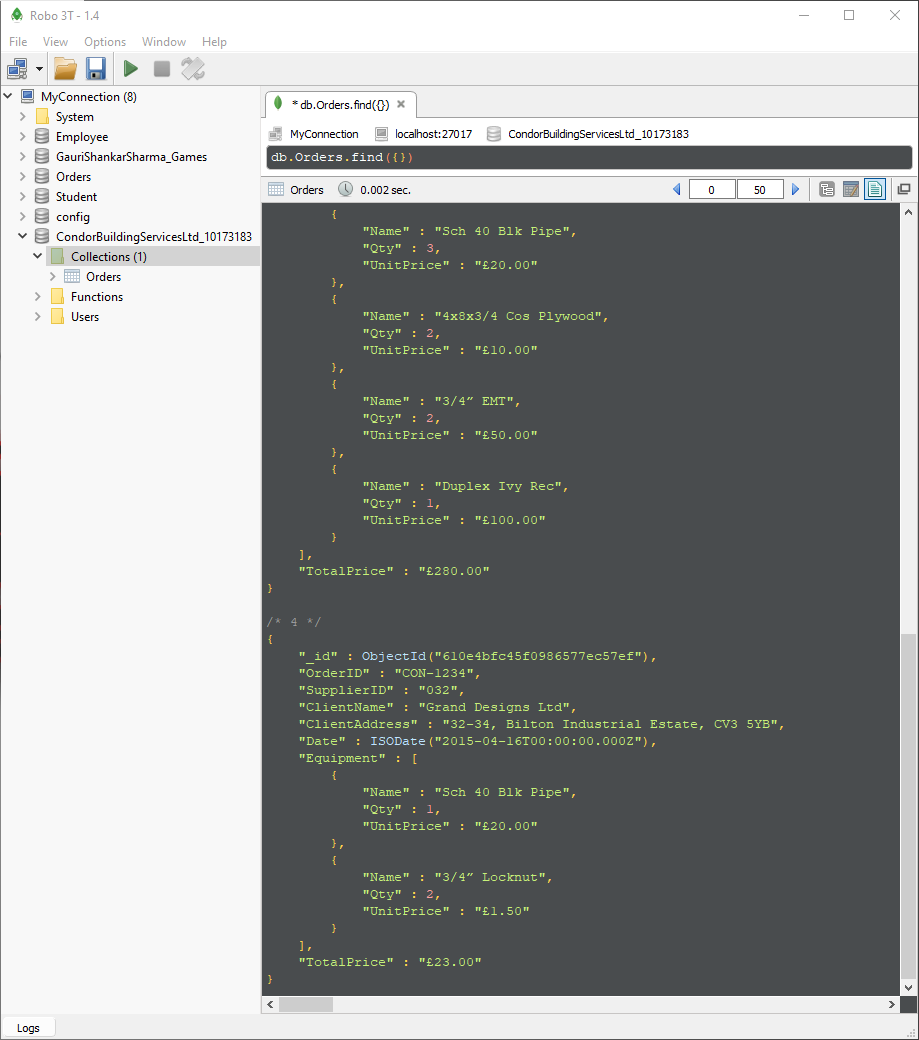 Robo 3T - 1.4
File View Options Window Help
MyConnection (8)
System
Employee
GauriShankarSharma_Games
Orders
Student
config
CondorBuildingServicesLtd_10173183
Collections (1)
Orders
Functions
Users
* db.Orders.find({})
MyConnection localhost:27017 CondorBuildingServicesLtd_10173183
db.Orders.find({})
Orders 0.002 sec. 0 50
{
"Name" : "Sch 40 Blk Pipe",
"Qty" : 3,
"UnitPrice" : "£20.00"
},
{
"Name" : "4x8x3/4 Cos Plywood",
"Qty" : 2,
"UnitPrice" : "£10.00"
},
{
"Name" : "3/4” EMT",
"Qty" : 2,
"UnitPrice" : "£50.00"
},
{
"Name" : "Duplex Ivy Rec",
"Qty" : 1,
"UnitPrice" : "£100.00"
}
],
"TotalPrice" : "£280.00"
}
/* 4 */
{
"_id" : ObjectId("610e4bfc45f0986577ec57ef"),
"OrderID" : "CON-1234",
"SupplierID" : "032",
"ClientName" : "Grand Designs Ltd",
"ClientAddress" : "32-34, Bilton Industrial Estate, CV3 5YB",
"Date" : ISODate("2015-04-16T00:00:00.000Z"),
"Equipment" : [
{
"Name" : "Sch 40 Blk Pipe",
"Qty" : 1,
"UnitPrice" : "£20.00"
},
{
"Name" : "3/4” Locknut",
"Qty" : 2,
"UnitPrice" : "£1.50"
}
],
"TotalPrice" : "£23.00"
}
Logs